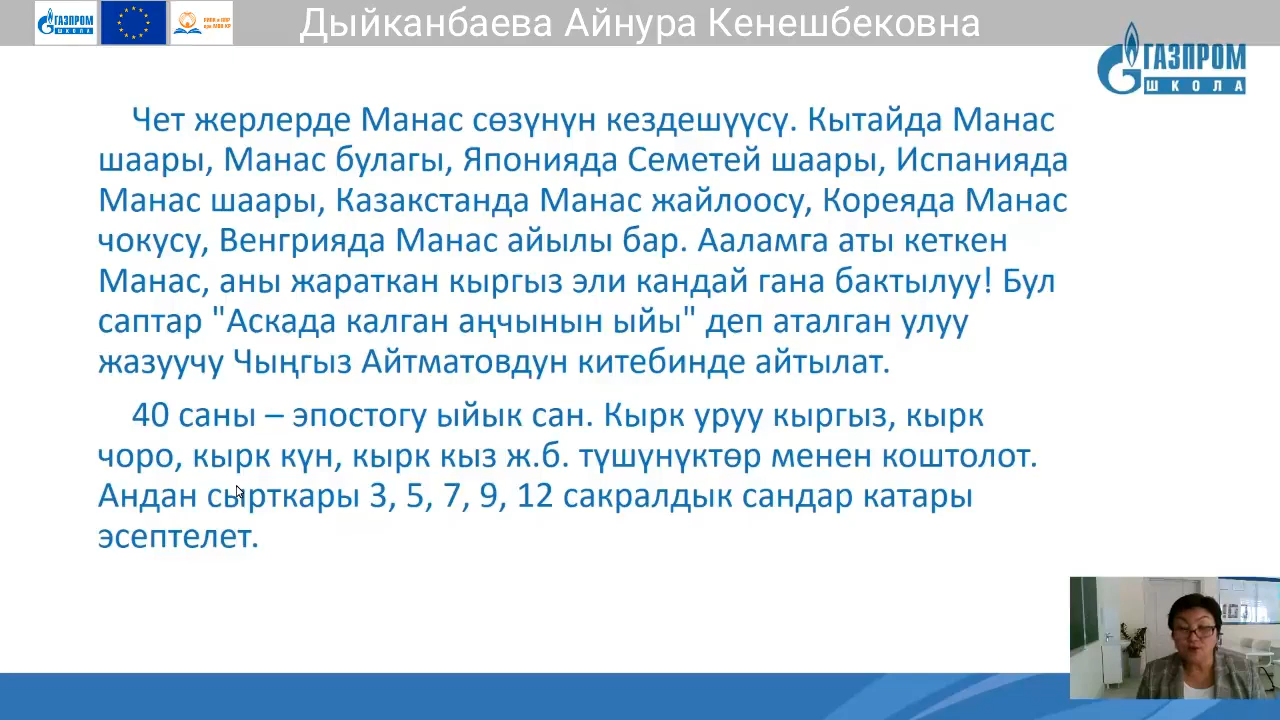 Дыйканбаева Айнура Кенешбековна
ГАЗПРОМ
ШКОЛА
ГАЗПРОМ
ШКОЛА
Чет жерлерде Манас сөзүнүн кездешүүсү. Кытайда Манас
шаары, Манас булагы, Японияда Семетей шаары, Испанияда
Манас шаары, Казакстанда Манас жайлоосу, Кореяда Манас
чокусу, Венгрияда Манас айылы бар. Ааламга аты кеткен
Манас, аны жараткан кыргыз эли кандай гана бактылуу! Бул
саптар "Аскада калган аңчынын ыйы" деп аталган улуу
жазуучу Чыңгыз Айтматовдун китебинде айтылат.
40 саны – эпостогу ыйык сан. Кырк уруу кыргыз, кырк
чоро, кырк күн, кырк кыз ж.б. түшүнүктөр менен коштолот.
Андан сырткары 3, 5, 7, 9, 12 сакралдык сандар катары
эсептелет.